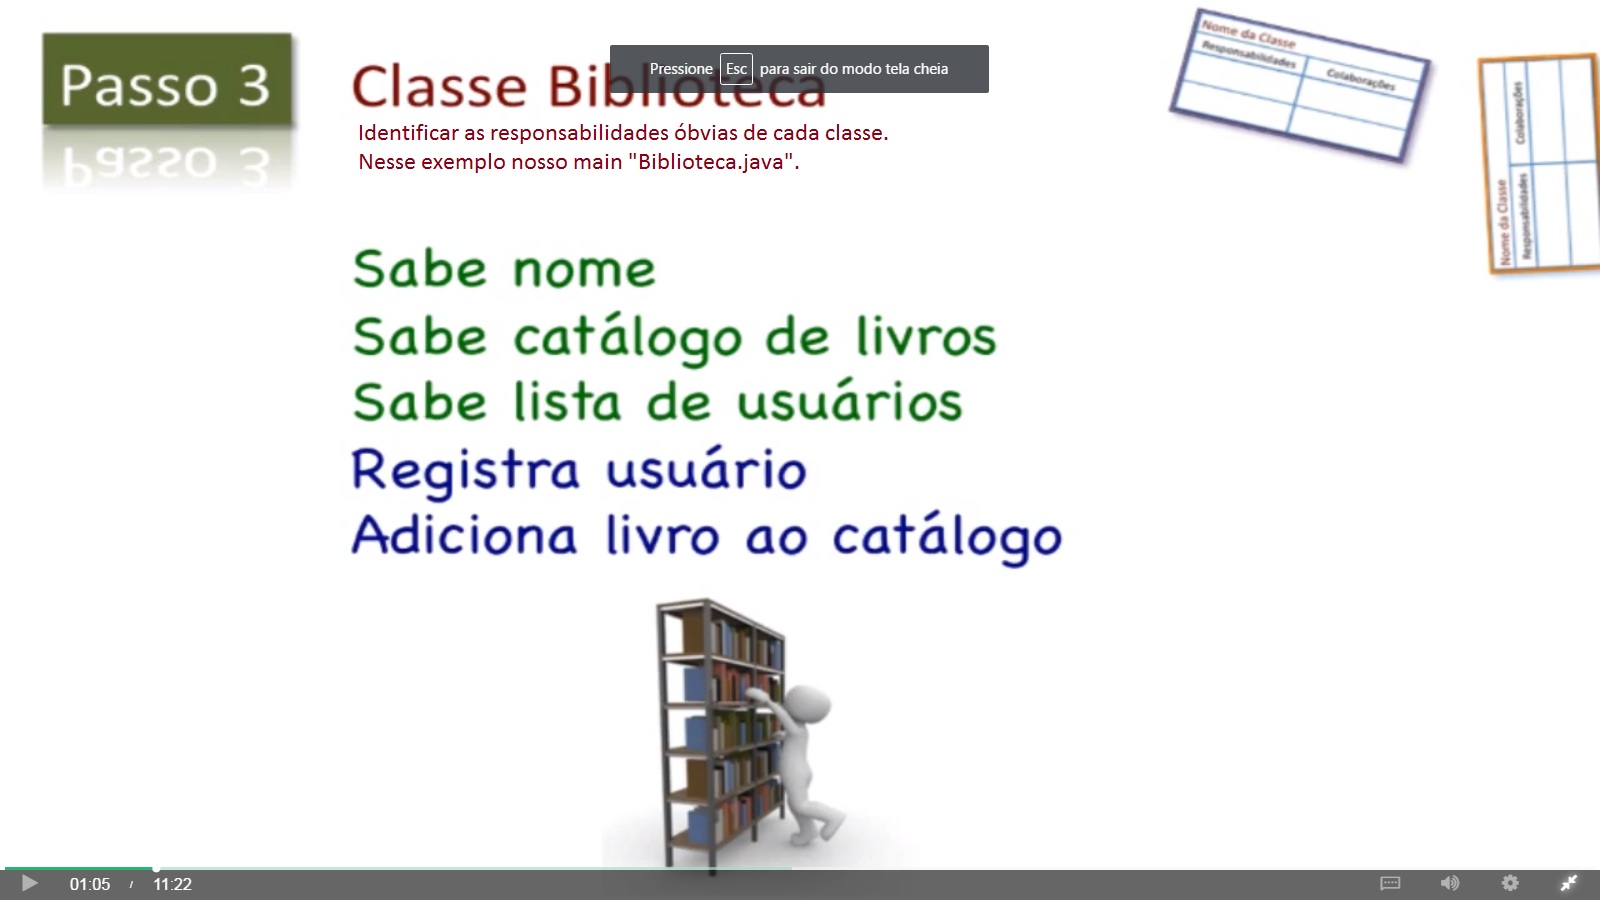 Passo 3
Classe Biblioteca
Pressione Esc para sair do modo tela cheia
Identificar as responsabilidades óbvias de cada classe.
Nesse exemplo nosso main "Biblioteca.java".
Nome da Classe
Responsabilidades
Colaborações
Nome da Classe
Responsabilidades
Colaborações
Sabe nome
Sabe catálogo de livros
Sabe lista de usuários
Registra usuário
Adiciona livro ao catálogo
01:05 / 11:22